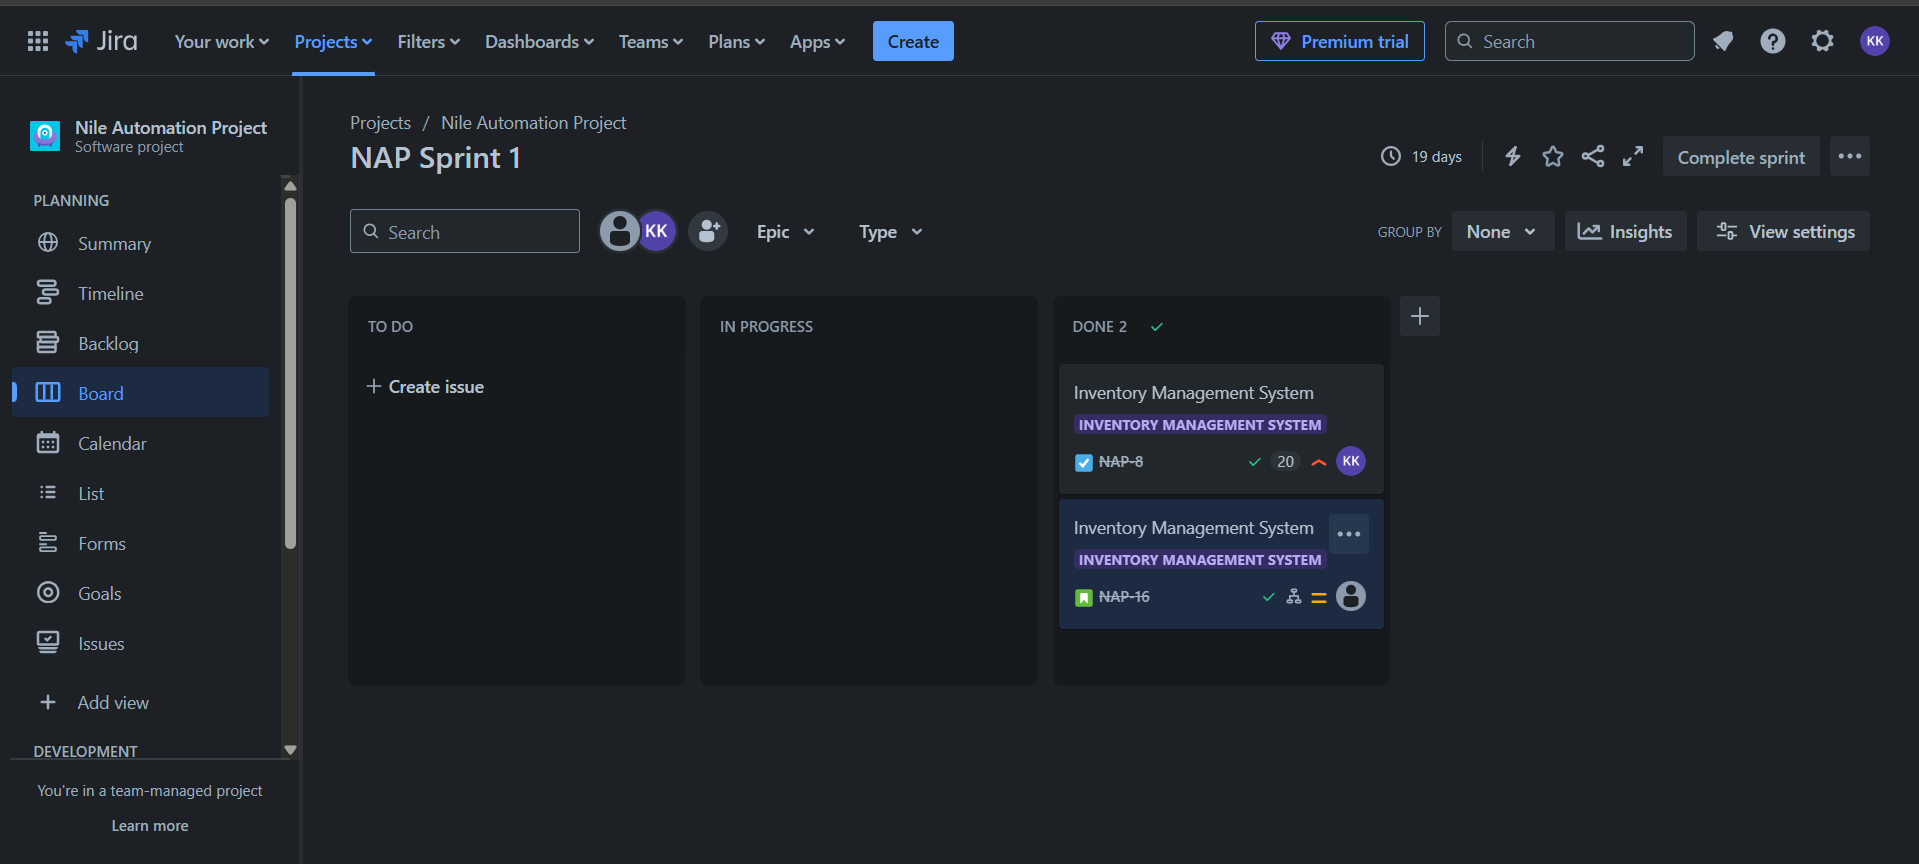 Jira
Your work
Projects
Filters
Dashboards
Teams
Plans
Apps
Create
Premium trial
Search
KK
Nile Automation Project
Software project
PLANNING
Summary
Timeline
Backlog
Board
Calendar
List
Forms
Goals
Issues
Add view
DEVELOPMENT
You're in a team-managed project
Learn more
Projects / Nile Automation Project
NAP Sprint 1
19 days
Complete sprint
Search
KK
Epic
Type
GROUP BY
None
Insights
View settings
TO DO
+ Create issue
IN PROGRESS
DONE 2
Inventory Management System
INVENTORY MANAGEMENT SYSTEM
NAP-8
20
KK
Inventory Management System
INVENTORY MANAGEMENT SYSTEM
NAP-16